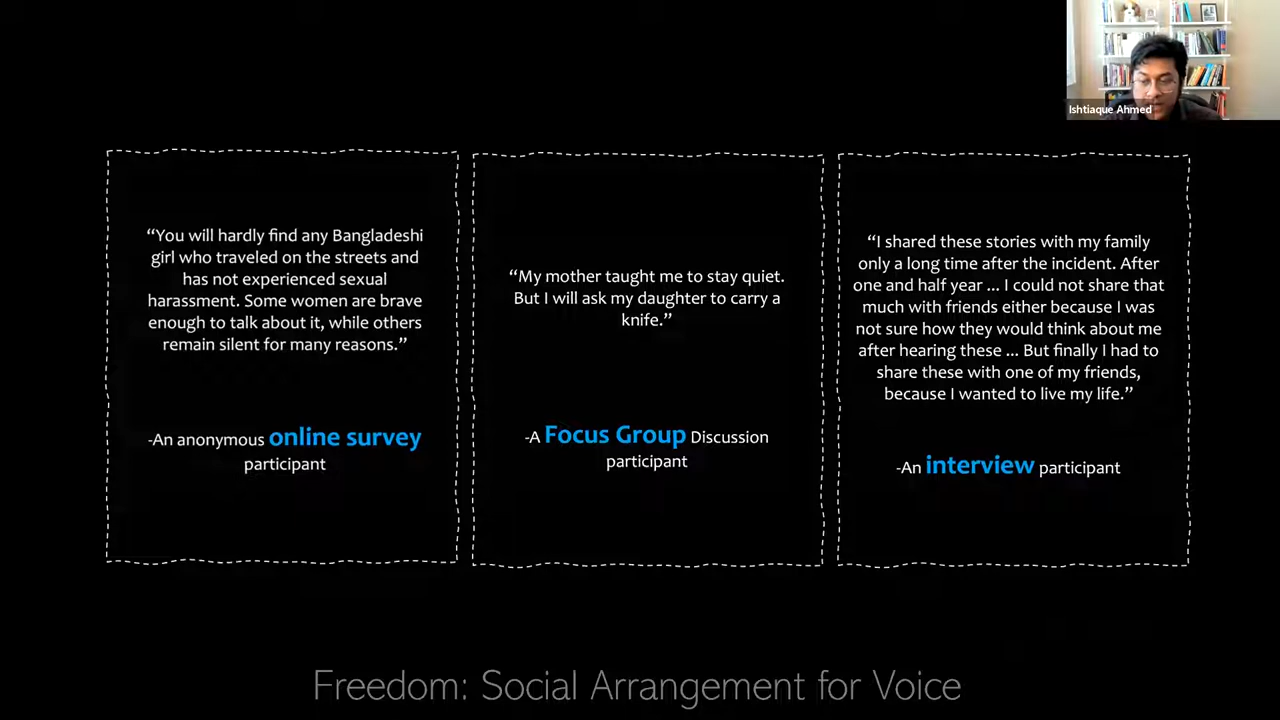 Ishtiaque Ahmed
“You will hardly find any Bangladeshi
girl who traveled on the streets and
has not experienced sexual
harassment. Some women are brave
enough to talk about it, while others
remain silent for many reasons.”
-An anonymous online survey
participant
“My mother taught me to stay quiet.
But I will ask my daughter to carry a
knife.”
-A Focus Group Discussion
participant
“I shared these stories with my family
only a long time after the incident. After
one and half year ... I could not share that
much with friends either because I was
not sure how they would think about me
after hearing these ... But finally I had to
share these with one of my friends,
because I wanted to live my life.”
-An interview participant
Freedom: Social Arrangement for Voice